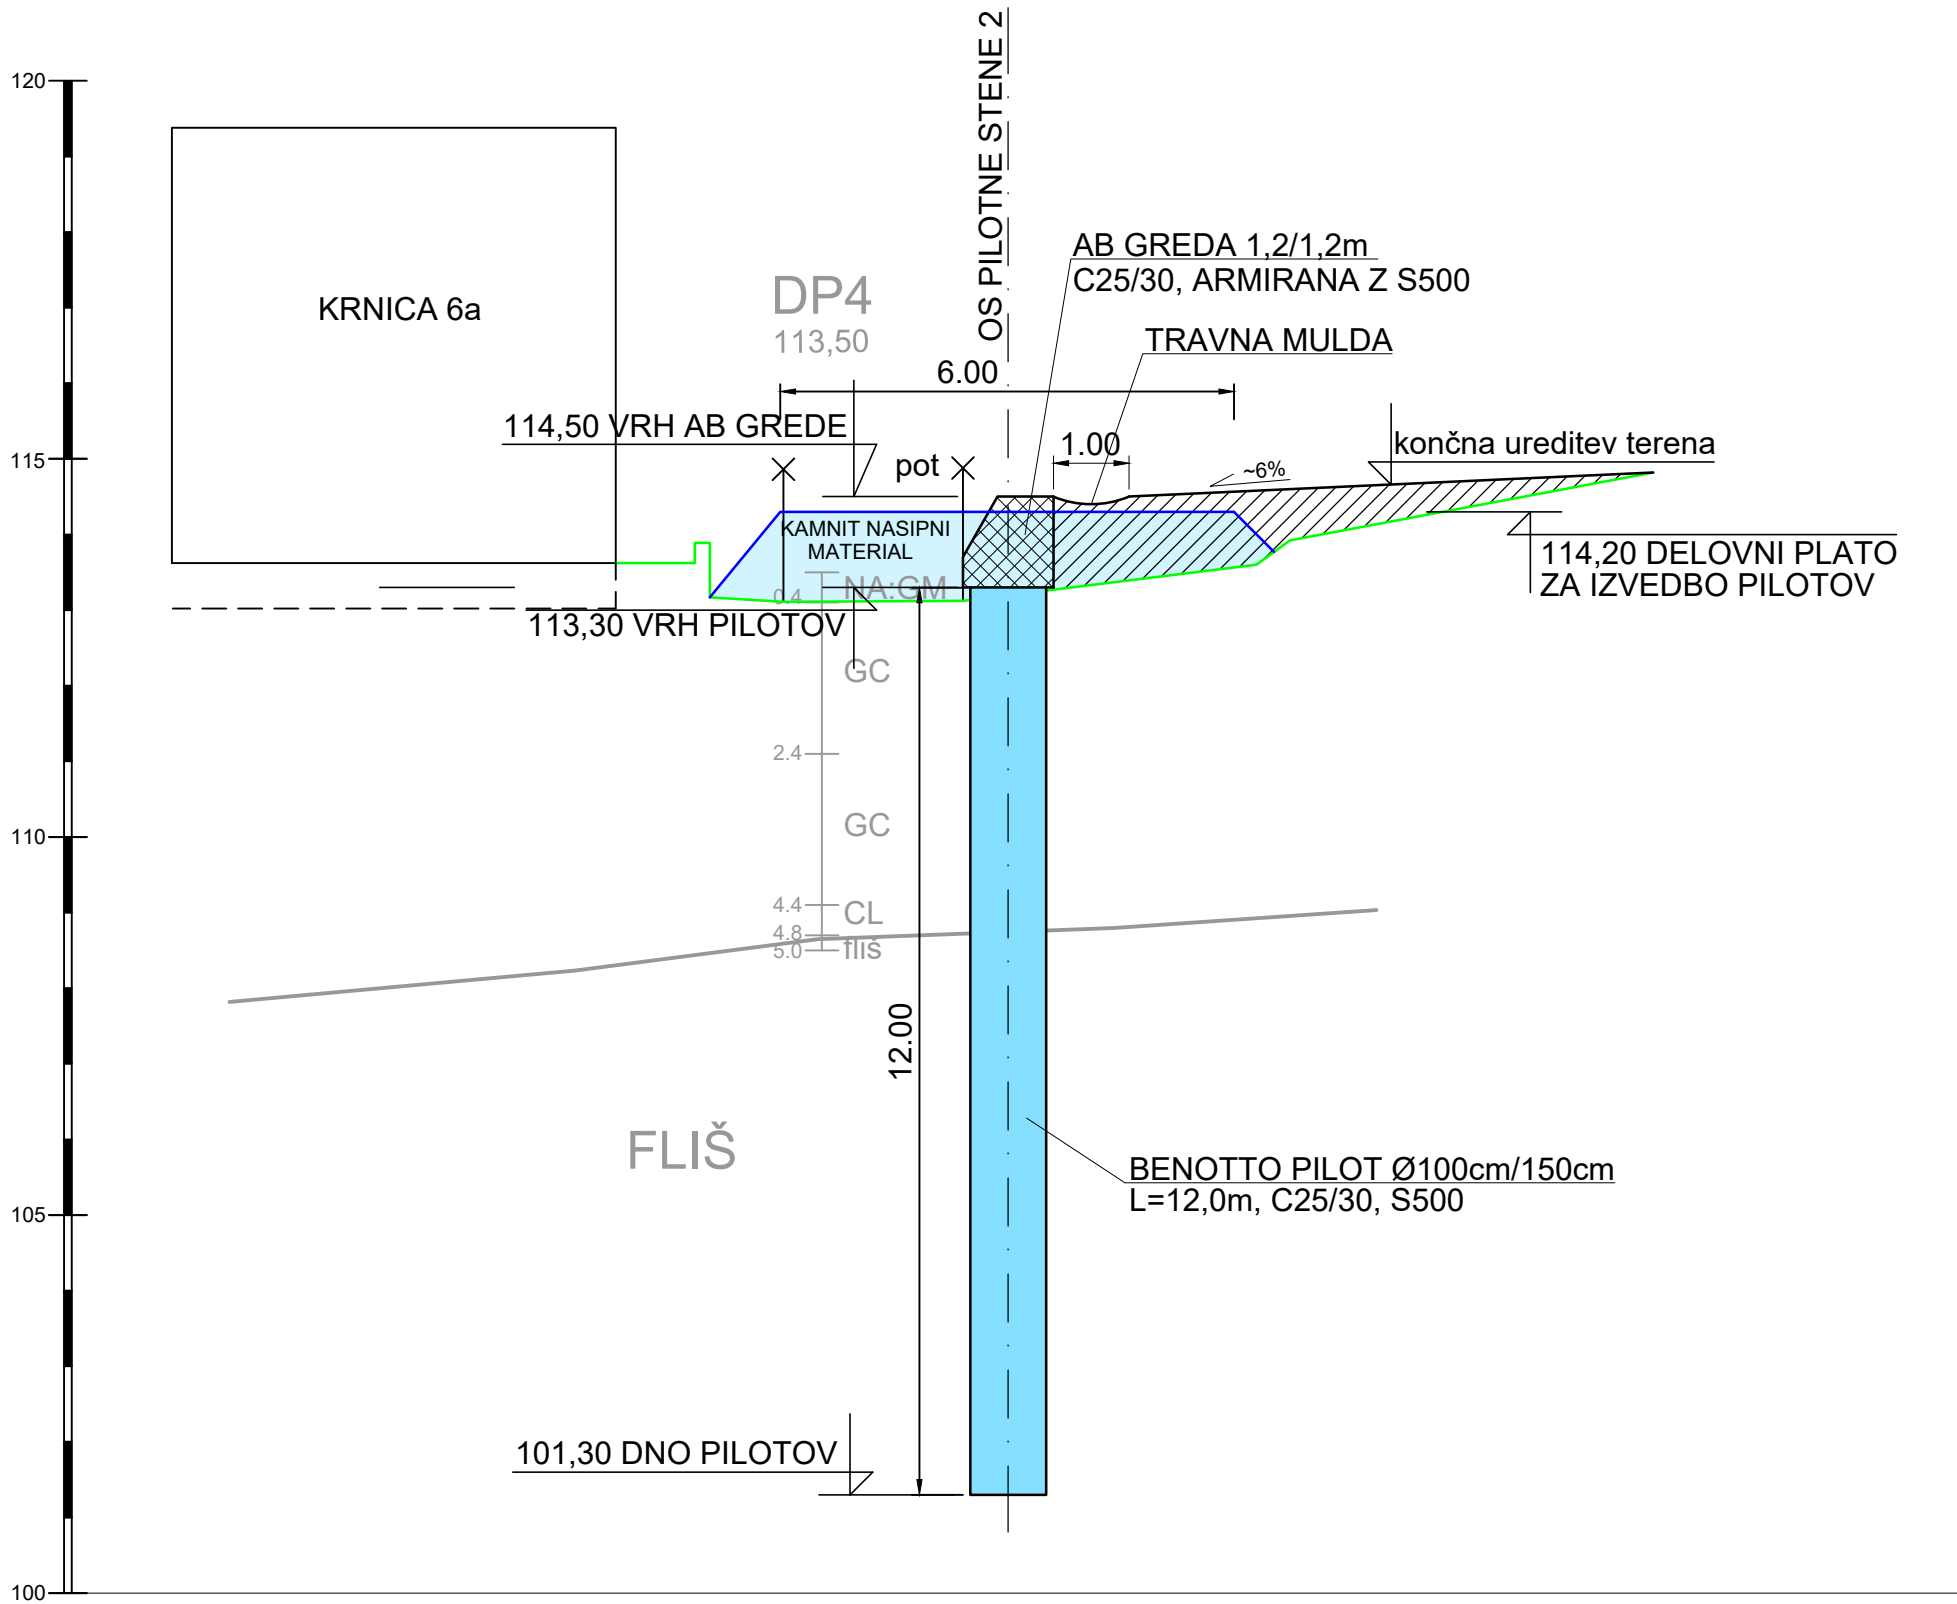 OS PILOTNE STENE 2
120
AB GREDA 1,2/1,2m
C25/30, ARMIRANA Z S500
KRNICA 6a
DP4
113,50
TRAVNA MULDA
6.00
114,50 VRH AB GREDE
1.00
končna ureditev terena
115
pot
~6%
KAMNIT NASIPNI
MATERIAL
114,20 DELOVNI PLATO
ZA IZVEDBO PILOTOV
NA:GM
0.4
113,30 VRH PILOTOV
GC
2.4
GC
110
4.4
CL
4.8
fliš
5.0
12.00
FLIŠ
BENOTTO PILOT Ø100cm/150cm
L=12,0m, C25/30, S500
105
101,30 DNO PILOTOV
100